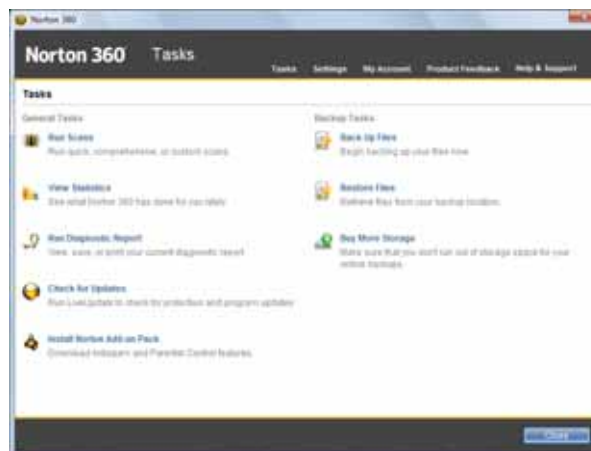 Norton 360
Norton 360 Tasks
Tasks Settings My Account Product Feedback Help & Support
Tasks
General Tasks
Run Scans
Run quick, comprehensive, or custom scans
View Statistics
See what Norton 360 has done for you lately
Run Diagnostic Report
View, save, or print your current diagnostic report
Check for Updates
Run LiveUpdate to check for protection and program updates
Install Norton Add-on Pack
Download Antispam and Parental Control features.
Backup Tasks
Back Up Files
Begin backing up your files now
Restore Files
Retrieve files from your backup location.
Buy More Storage
Make sure that you don't run out of storage space for your
online backups.
Close